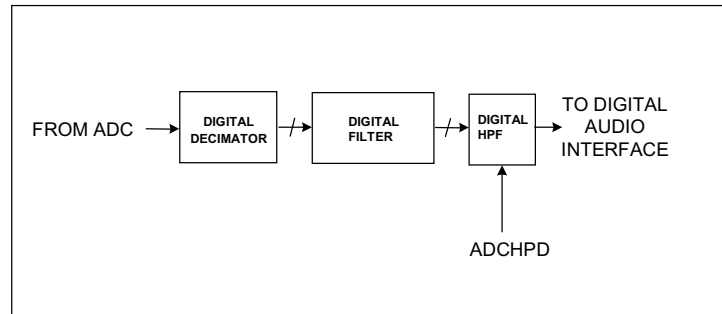 FROM ADC
DIGITAL
DECIMATOR
DIGITAL
FILTER
DIGITAL
HPF
TO DIGITAL
AUDIO
INTERFACE
ADCHPD